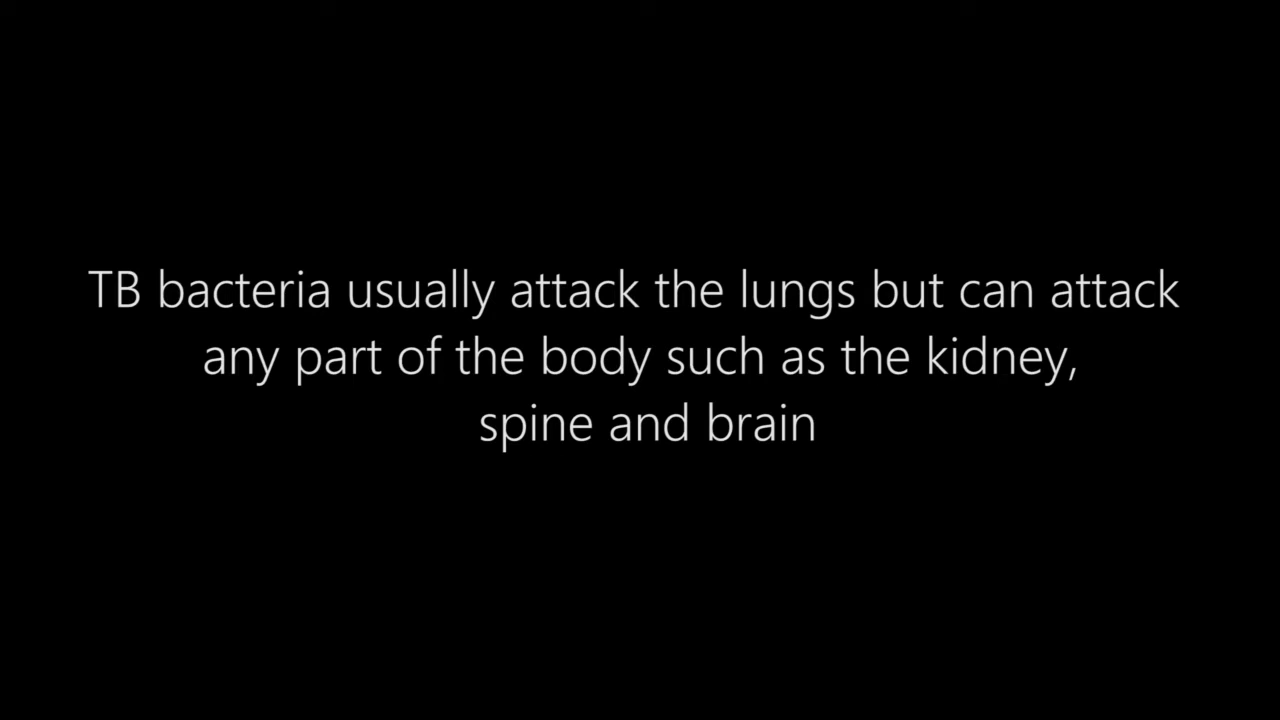 TB bacteria usually attack the lungs but can attack
any part of the body such as the kidney,
spine and brain